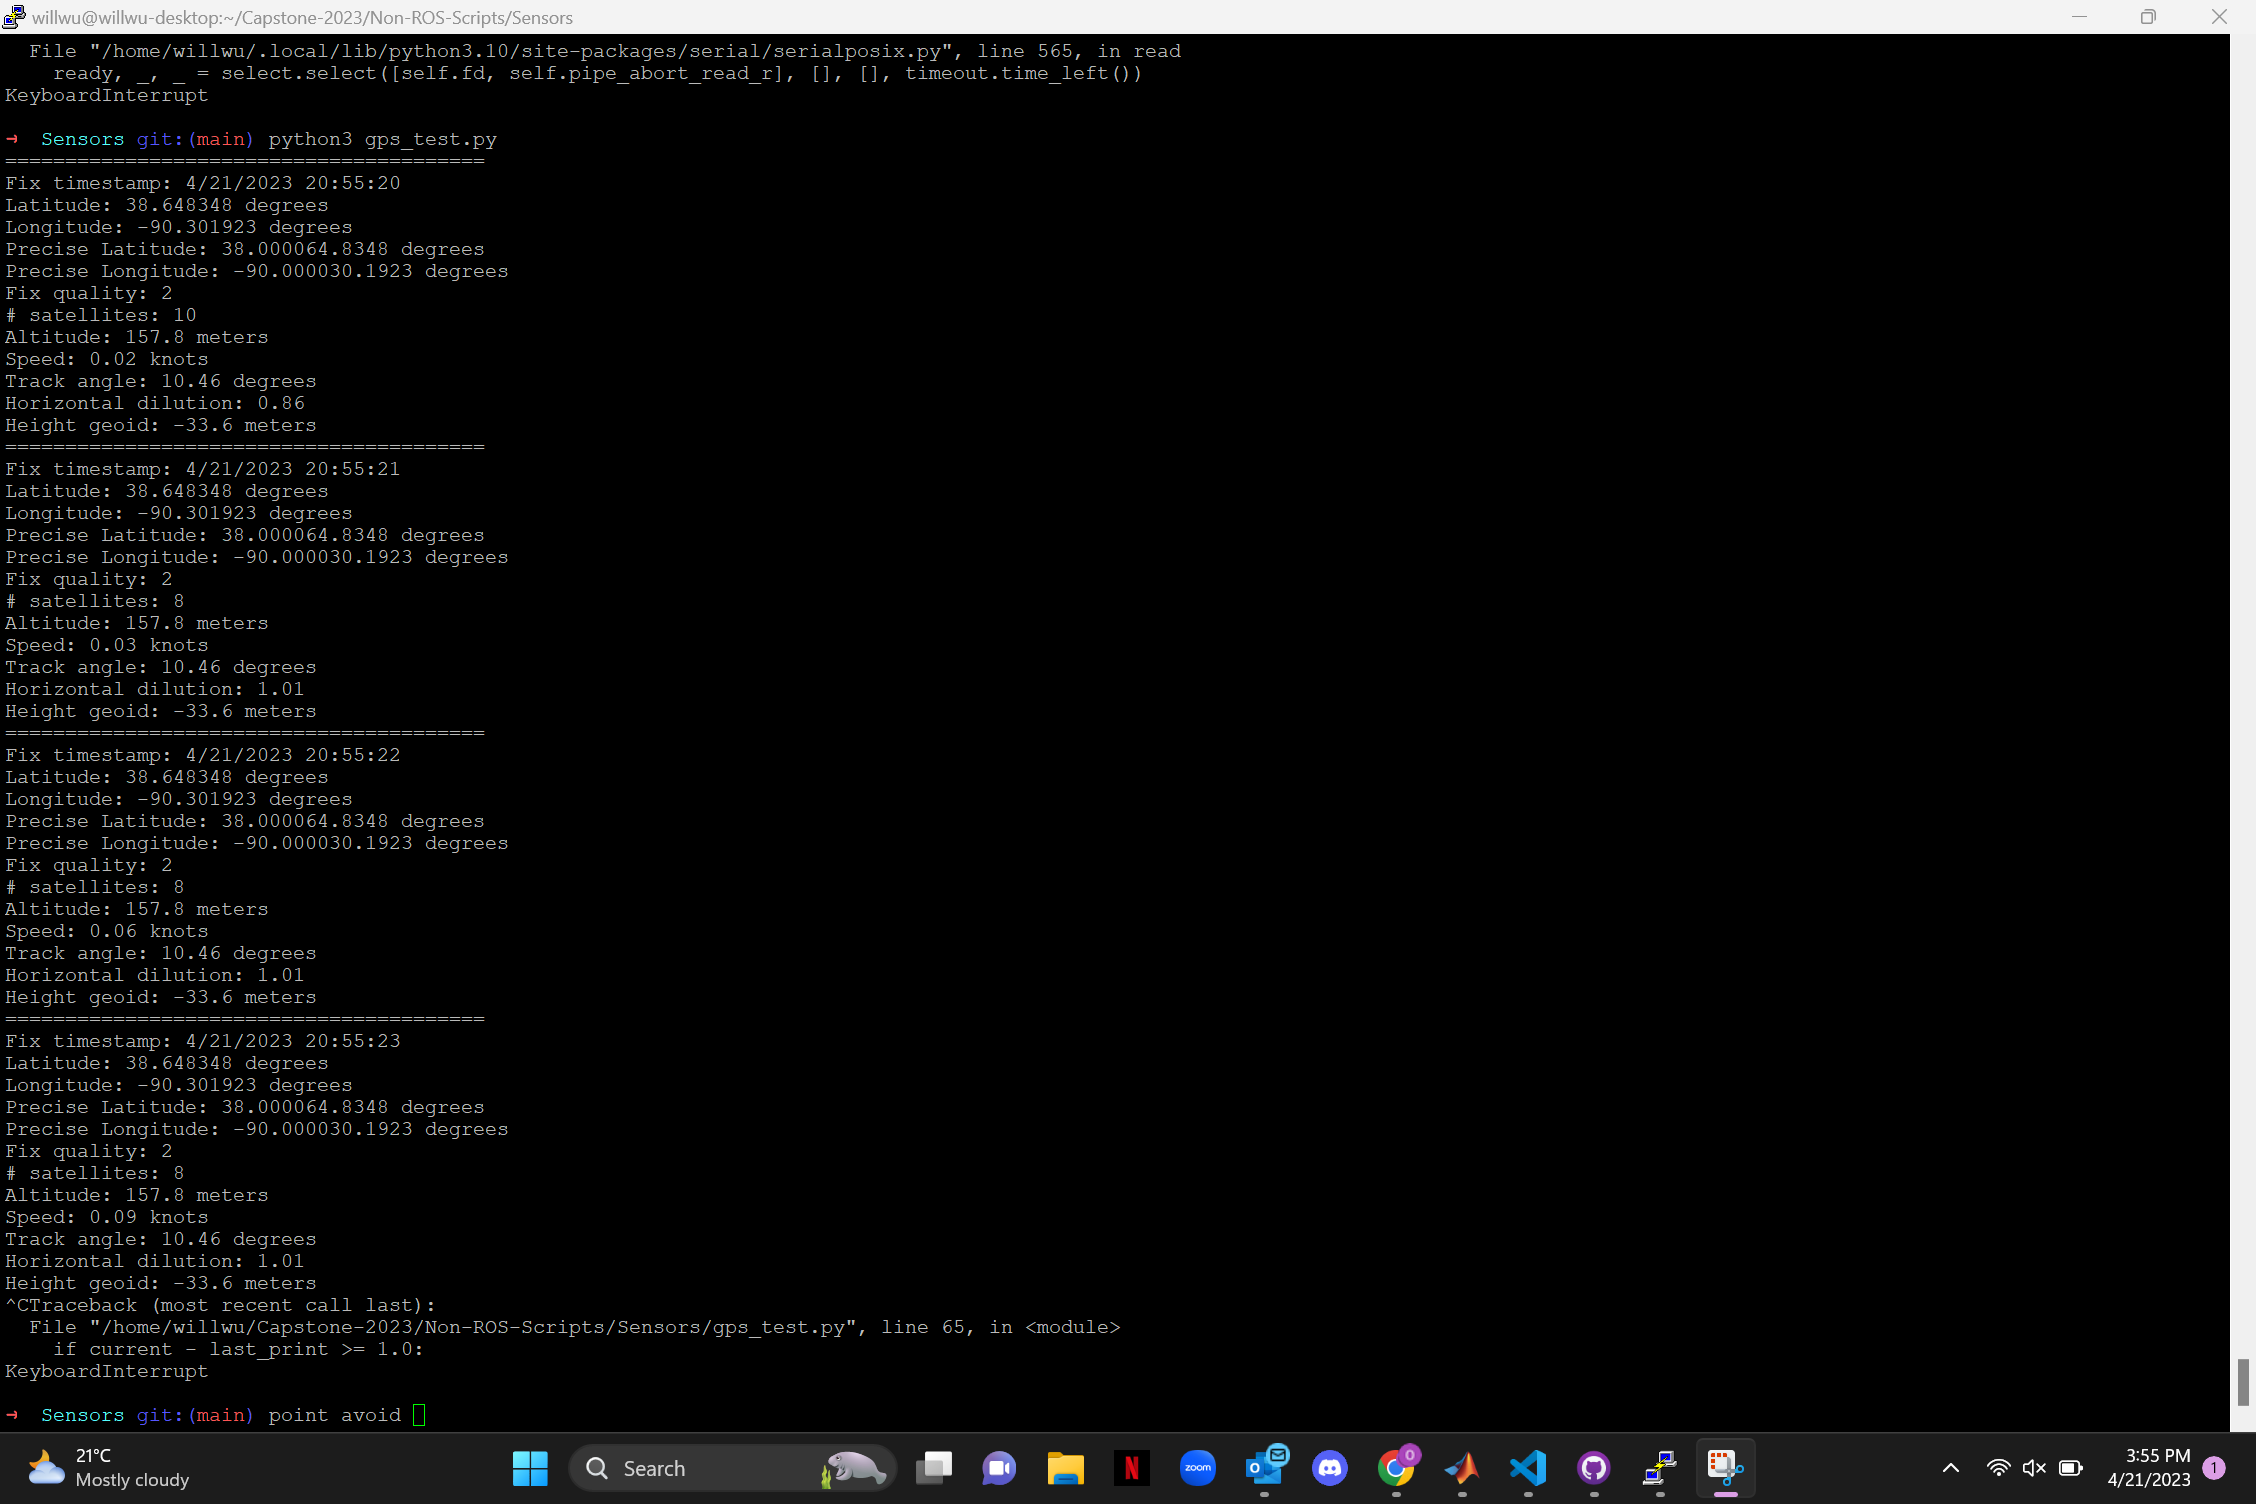 willwu@willwu-desktop:~/Capstone-2023/Non-ROS-Scripts/Sensors
File "/home/willwu/.local/lib/python3.10/site-packages/serial/serialposix.py", line 565, in read
ready, _, _ = select.select([self.fd, self.pipe_abort_read_r], [], [], timeout.time_left())
KeyboardInterrupt
→ Sensors git:(main) python3 gps_test.py
========================================
Fix timestamp: 4/21/2023 20:55:20
Latitude: 38.648348 degrees
Longitude: -90.301923 degrees
Precise Latitude: 38.000064.8348 degrees
Precise Longitude: -90.000030.1923 degrees
Fix quality: 2
# satellites: 10
Altitude: 157.8 meters
Speed: 0.02 knots
Track angle: 10.46 degrees
Horizontal dilution: 0.86
Height geoid: -33.6 meters
========================================
Fix timestamp: 4/21/2023 20:55:21
Latitude: 38.648348 degrees
Longitude: -90.301923 degrees
Precise Latitude: 38.000064.8348 degrees
Precise Longitude: -90.000030.1923 degrees
Fix quality: 2
# satellites: 8
Altitude: 157.8 meters
Speed: 0.03 knots
Track angle: 10.46 degrees
Horizontal dilution: 1.01
Height geoid: -33.6 meters
========================================
Fix timestamp: 4/21/2023 20:55:22
Latitude: 38.648348 degrees
Longitude: -90.301923 degrees
Precise Latitude: 38.000064.8348 degrees
Precise Longitude: -90.000030.1923 degrees
Fix quality: 2
# satellites: 8
Altitude: 157.8 meters
Speed: 0.06 knots
Track angle: 10.46 degrees
Horizontal dilution: 1.01
Height geoid: -33.6 meters
========================================
Fix timestamp: 4/21/2023 20:55:23
Latitude: 38.648348 degrees
Longitude: -90.301923 degrees
Precise Latitude: 38.000064.8348 degrees
Precise Longitude: -90.000030.1923 degrees
Fix quality: 2
# satellites: 8
Altitude: 157.8 meters
Speed: 0.09 knots
Track angle: 10.46 degrees
Horizontal dilution: 1.01
Height geoid: -33.6 meters
^CTraceback (most recent call last):
File "/home/willwu/Capstone-2023/Non-ROS-Scripts/Sensors/gps_test.py", line 65, in <module>
if current - last_print >= 1.0:
KeyboardInterrupt
→ Sensors git:(main) point avoid
21°C
Mostly cloudy
Search
N
zoom
0
3:55 PM
4/21/2023
1